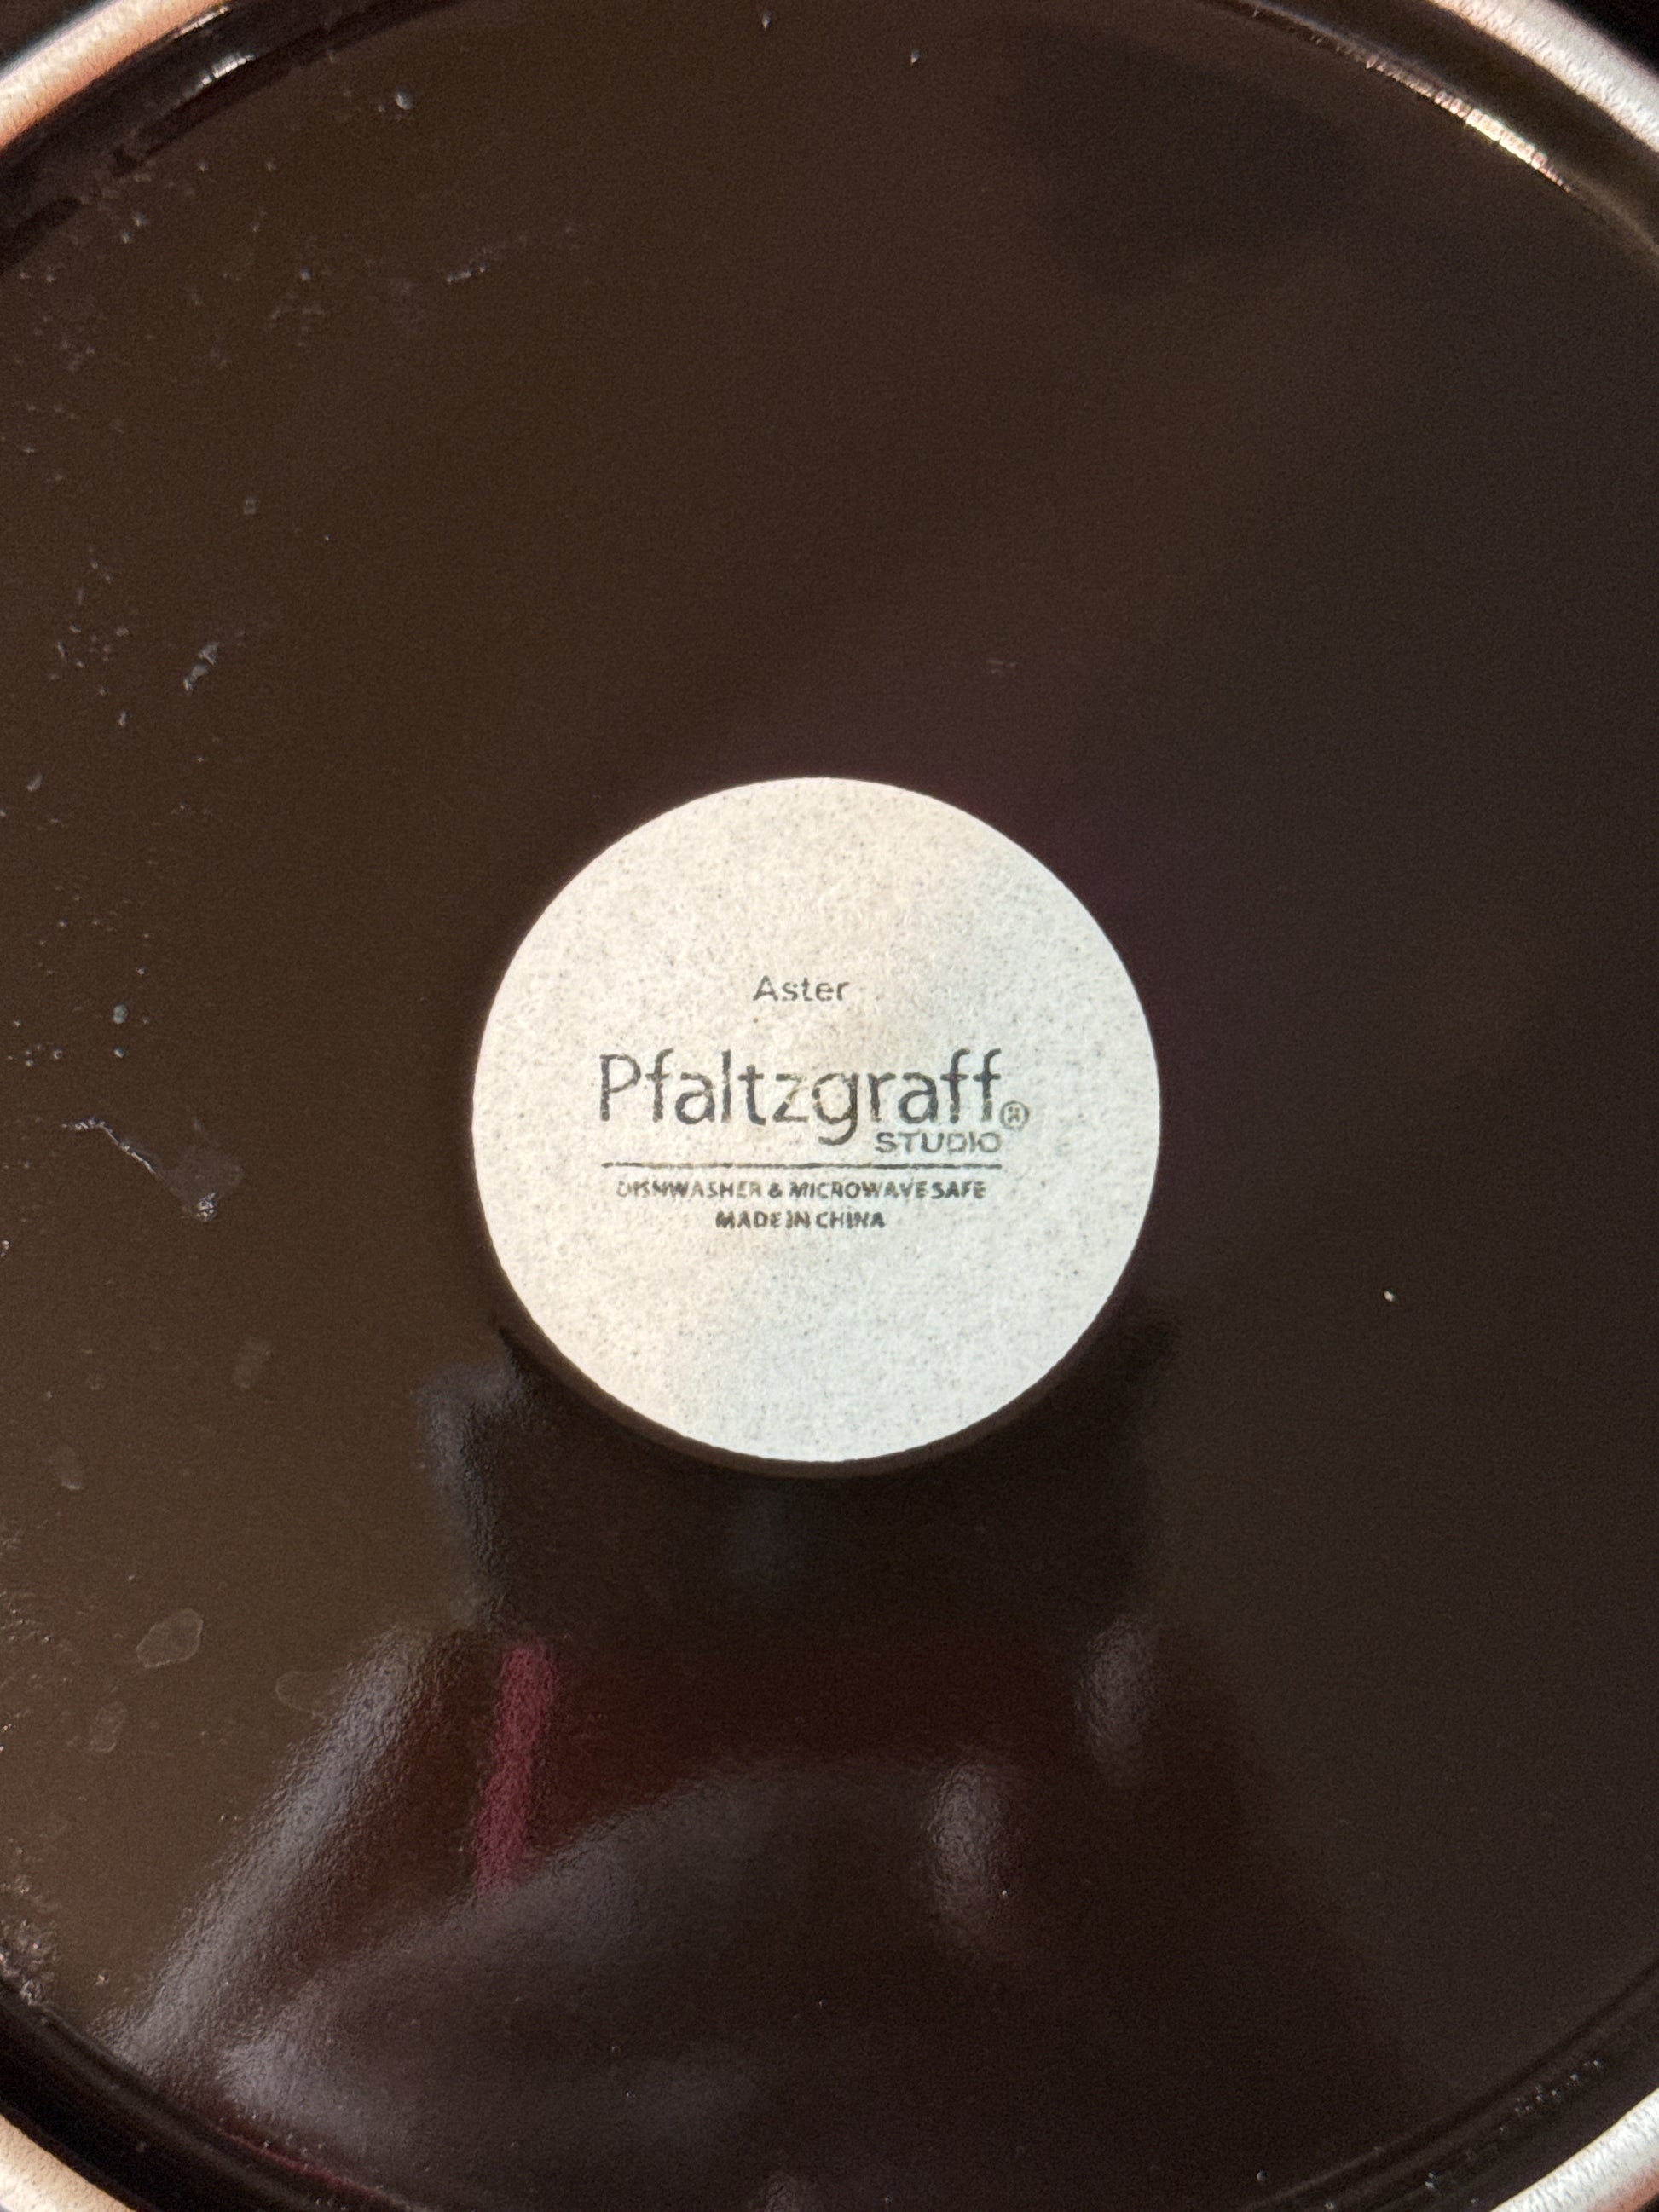 Aster
Pfaltzgraff®
STUDIO
DISHWASHER & MICROWAVE SAFE
MADE IN CHINA